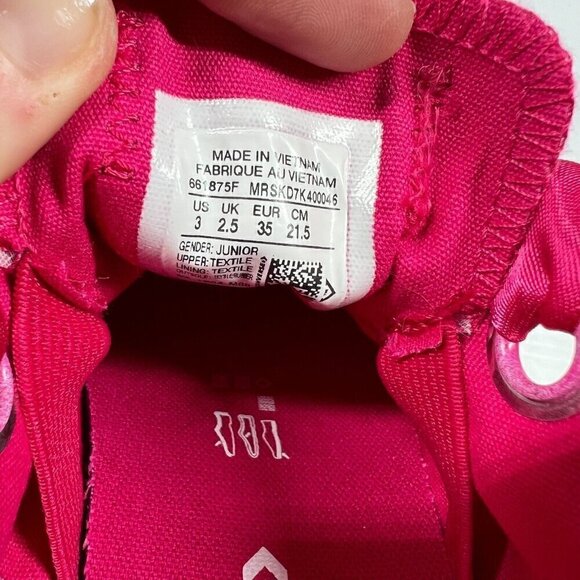 MADE IN VIETNAM
FABRIQUE AU VIETNAM
661875F MRSKD7K400046
US UK EUR CM
3 2.5 35 21.5
GENDER: JUNIOR
UPPER: TEXTILE
LINING: TEXTILE
OUTSOLE: